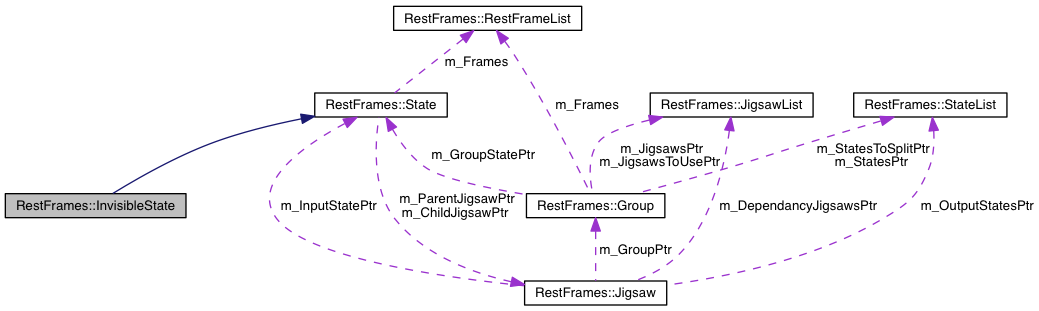 RestFrames::RestFrameList
m_Frames
RestFrames::State
m_Frames
RestFrames::JigsawList
RestFrames::StateList
m_GroupStatePtr
m_JigsawsPtr
m_JigsawsToUsePtr
m_StatesToSplitPtr
m_StatesPtr
RestFrames::InvisibleState
m_InputStatePtr
m_ParentJigsawPtr
m_ChildJigsawPtr
RestFrames::Group
m_DependancyJigsawsPtr
m_OutputStatesPtr
m_GroupPtr
RestFrames::Jigsaw